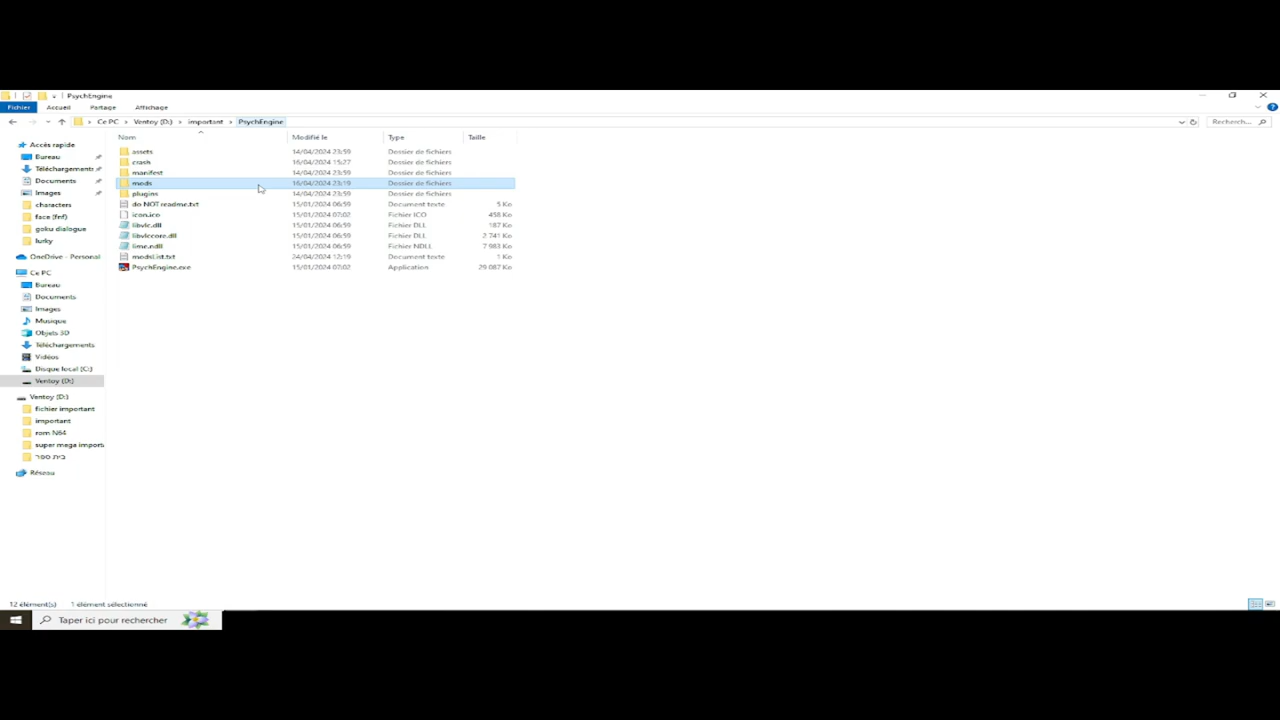 PsychEngine
Fichier Accueil Partage Affichage
Ce PC > Ventoy (D:) > important > PsychEngine
Recherch...
Nom Modifié le Type Taille
assets 14/04/2024 23:59 Dossier de fichiers
crash 16/04/2024 15:27 Dossier de fichiers
manifest 14/04/2024 23:59 Dossier de fichiers
mods 16/04/2024 23:19 Dossier de fichiers
plugins 14/04/2024 23:59 Dossier de fichiers
do NOT readme.txt 15/01/2024 06:59 Document texte 5 Ko
icon.ico 15/01/2024 07:02 Fichier ICO 458 Ko
libvlc.dll 15/01/2024 06:59 Fichier DLL 187 Ko
libvlccore.dll 15/01/2024 06:59 Fichier DLL 2 741 Ko
lime.ndll 15/01/2024 06:59 Fichier NDLL 7 983 Ko
modsList.txt 24/04/2024 12:19 Document texte 1 Ko
PsychEngine.exe 15/01/2024 07:02 Application 29 087 Ko
Accès rapide
Bureau
Téléchargements
Documents
Images
characters
face (fnf)
goku dialogue
lurky
OneDrive - Personal
Ce PC
Bureau
Documents
Images
Musique
Objets 3D
Téléchargements
Vidéos
Disque local (C:)
Ventoy (D:)
Ventoy (D:)
fichier important
important
rom N64
super mega importa
בית ספר
Réseau
12 élément(s) 1 élément sélectionné
Taper ici pour rechercher